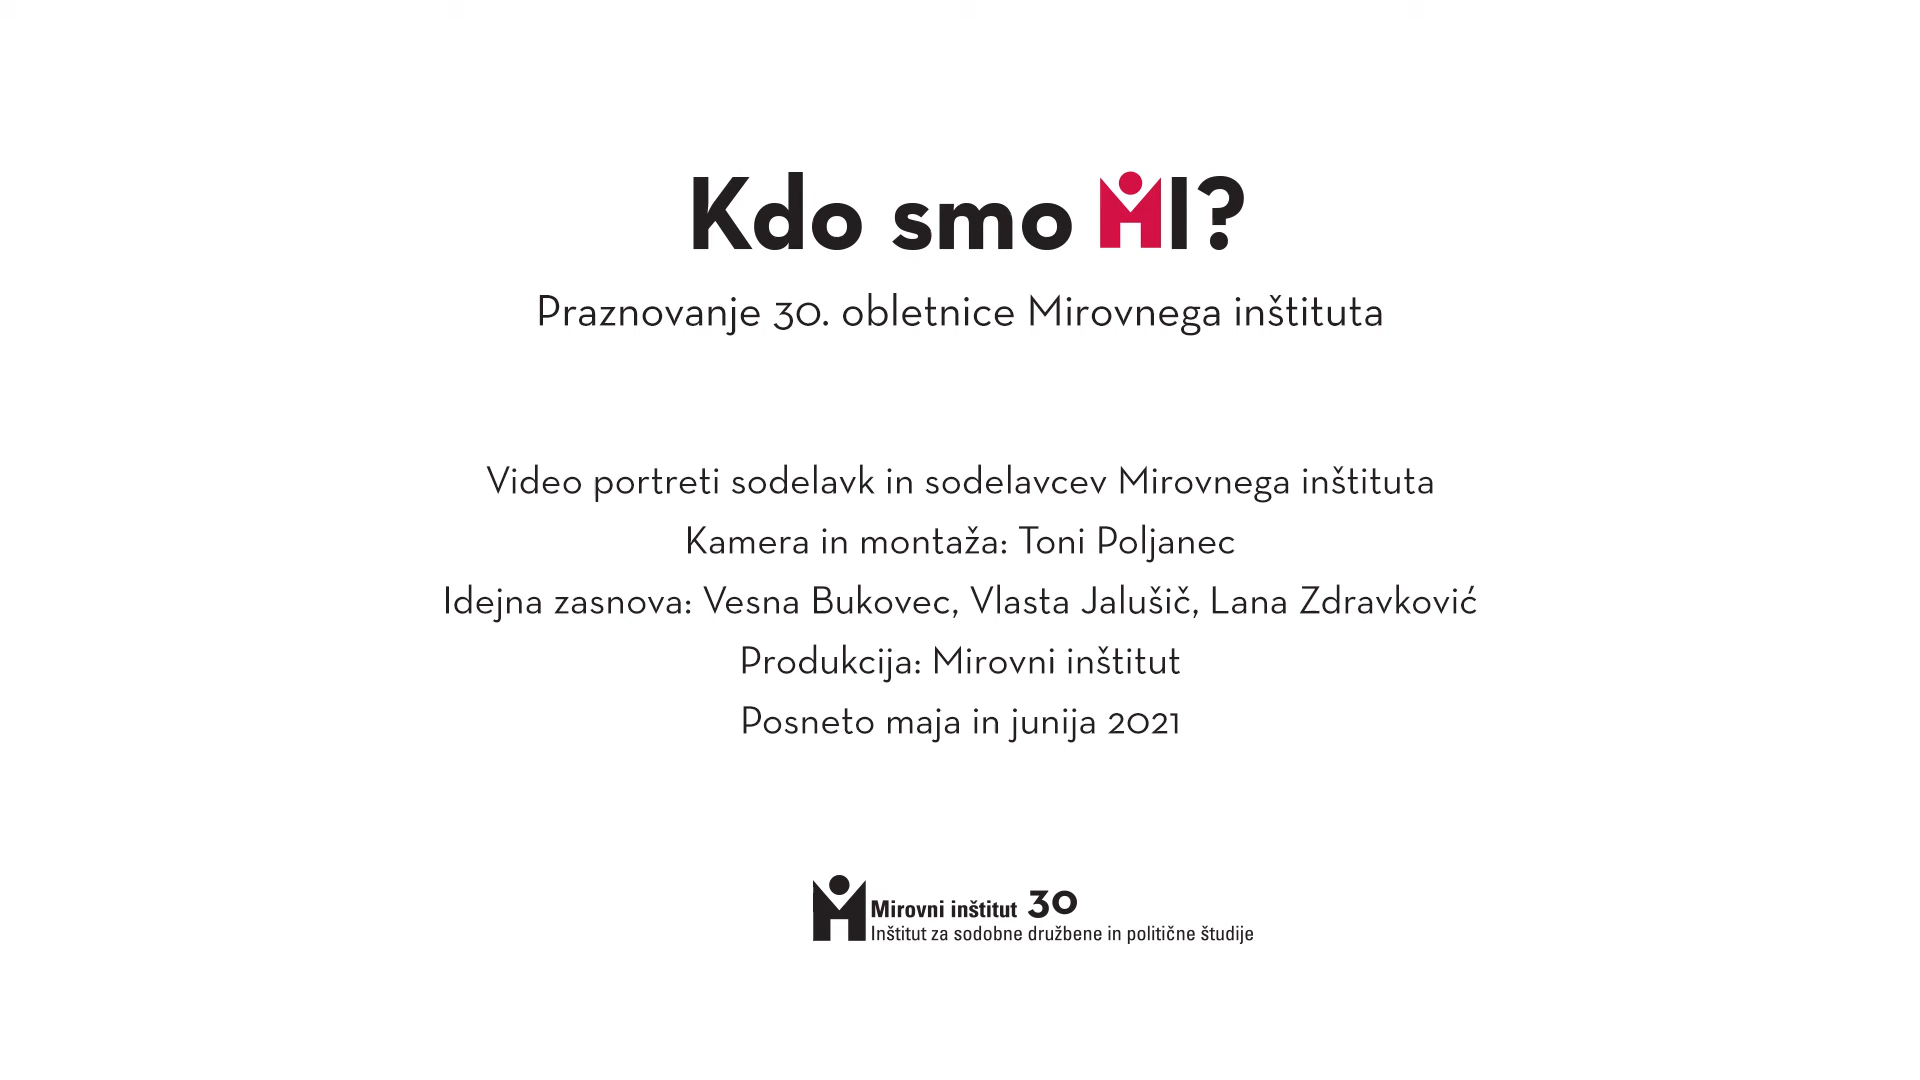 Kdo smo MI?
Praznovanje 30. obletnice Mirovnega inštituta
Video portreti sodelavk in sodelavcev Mirovnega inštituta
Kamera in montaža: Toni Poljanec
Idejna zasnova: Vesna Bukovec, Vlasta Jalušič, Lana Zdravković
Produkcija: Mirovni inštitut
Posneto maja in junija 2021
Mirovni inštitut 30
Inštitut za sodobne družbene in politične študije